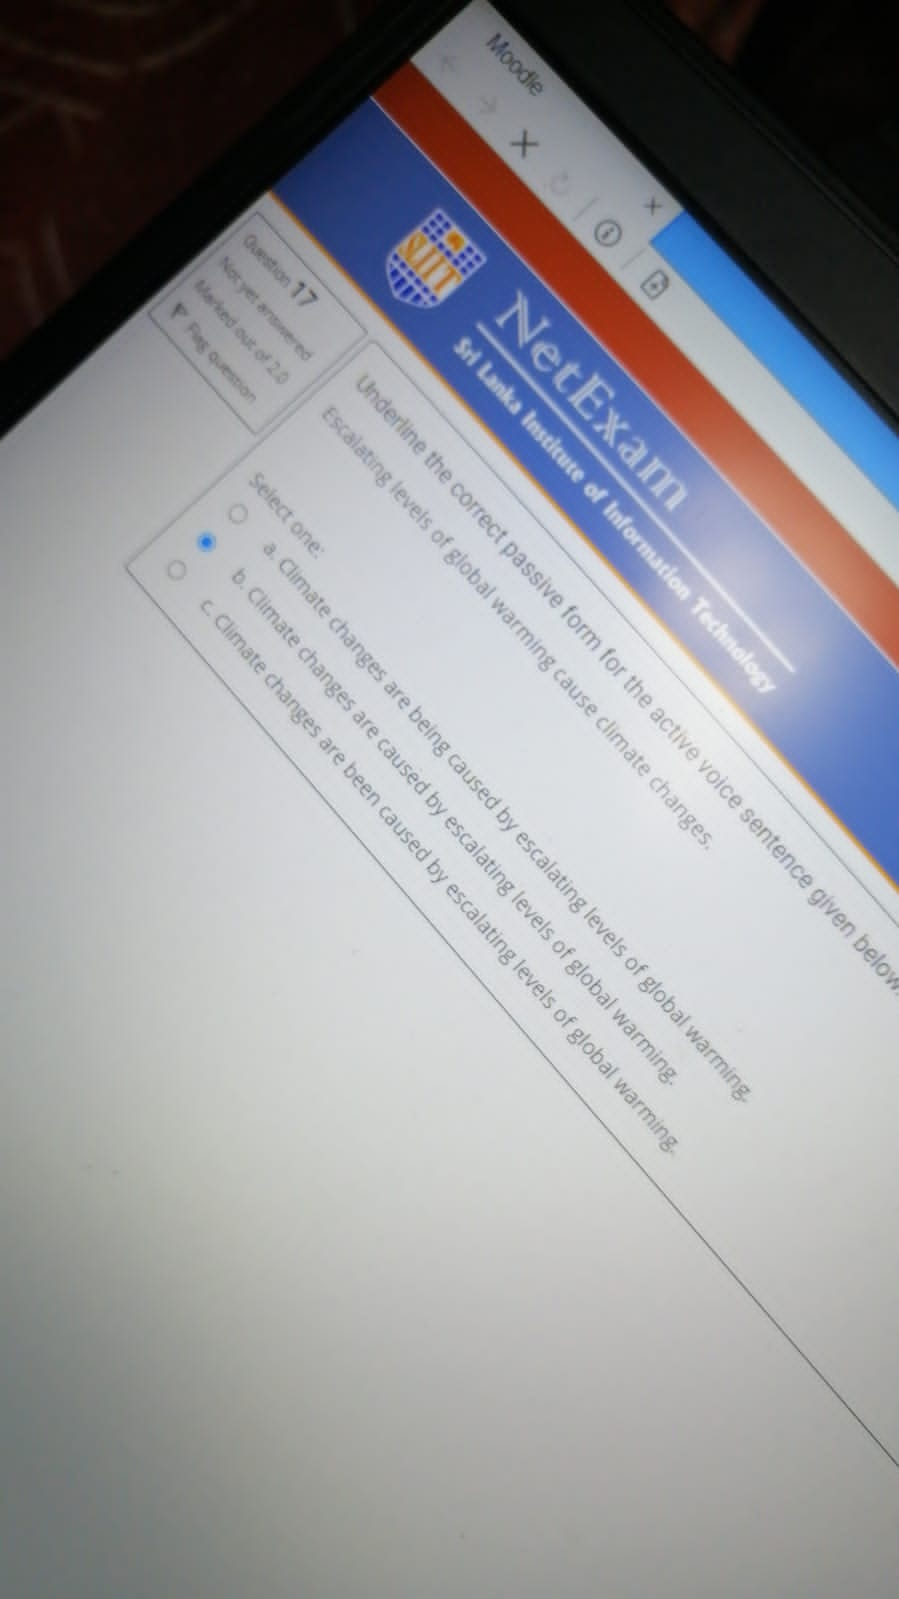 Moodle
SLIIT
NetExam
Sri Lanka Institute of Information Technology
Question 17
Not yet answered
Marked out of 2.0
Flag question
Underline the correct passive form for the active voice sentence given below.
Escalating levels of global warming cause climate changes.
Select one:
a. Climate changes are being caused by escalating levels of global warming.
b. Climate changes are caused by escalating levels of global warming.
c. Climate changes are been caused by escalating levels of global warming.